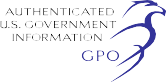 AUTHENTICATED
U.S. GOVERNMENT
INFORMATION
GPO